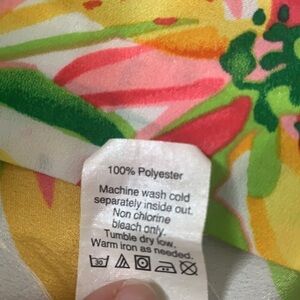 100% Polyester
Machine wash cold
separately inside out.
Non chlorine
bleach only.
Tumble dry low.
Warm iron as needed.
30